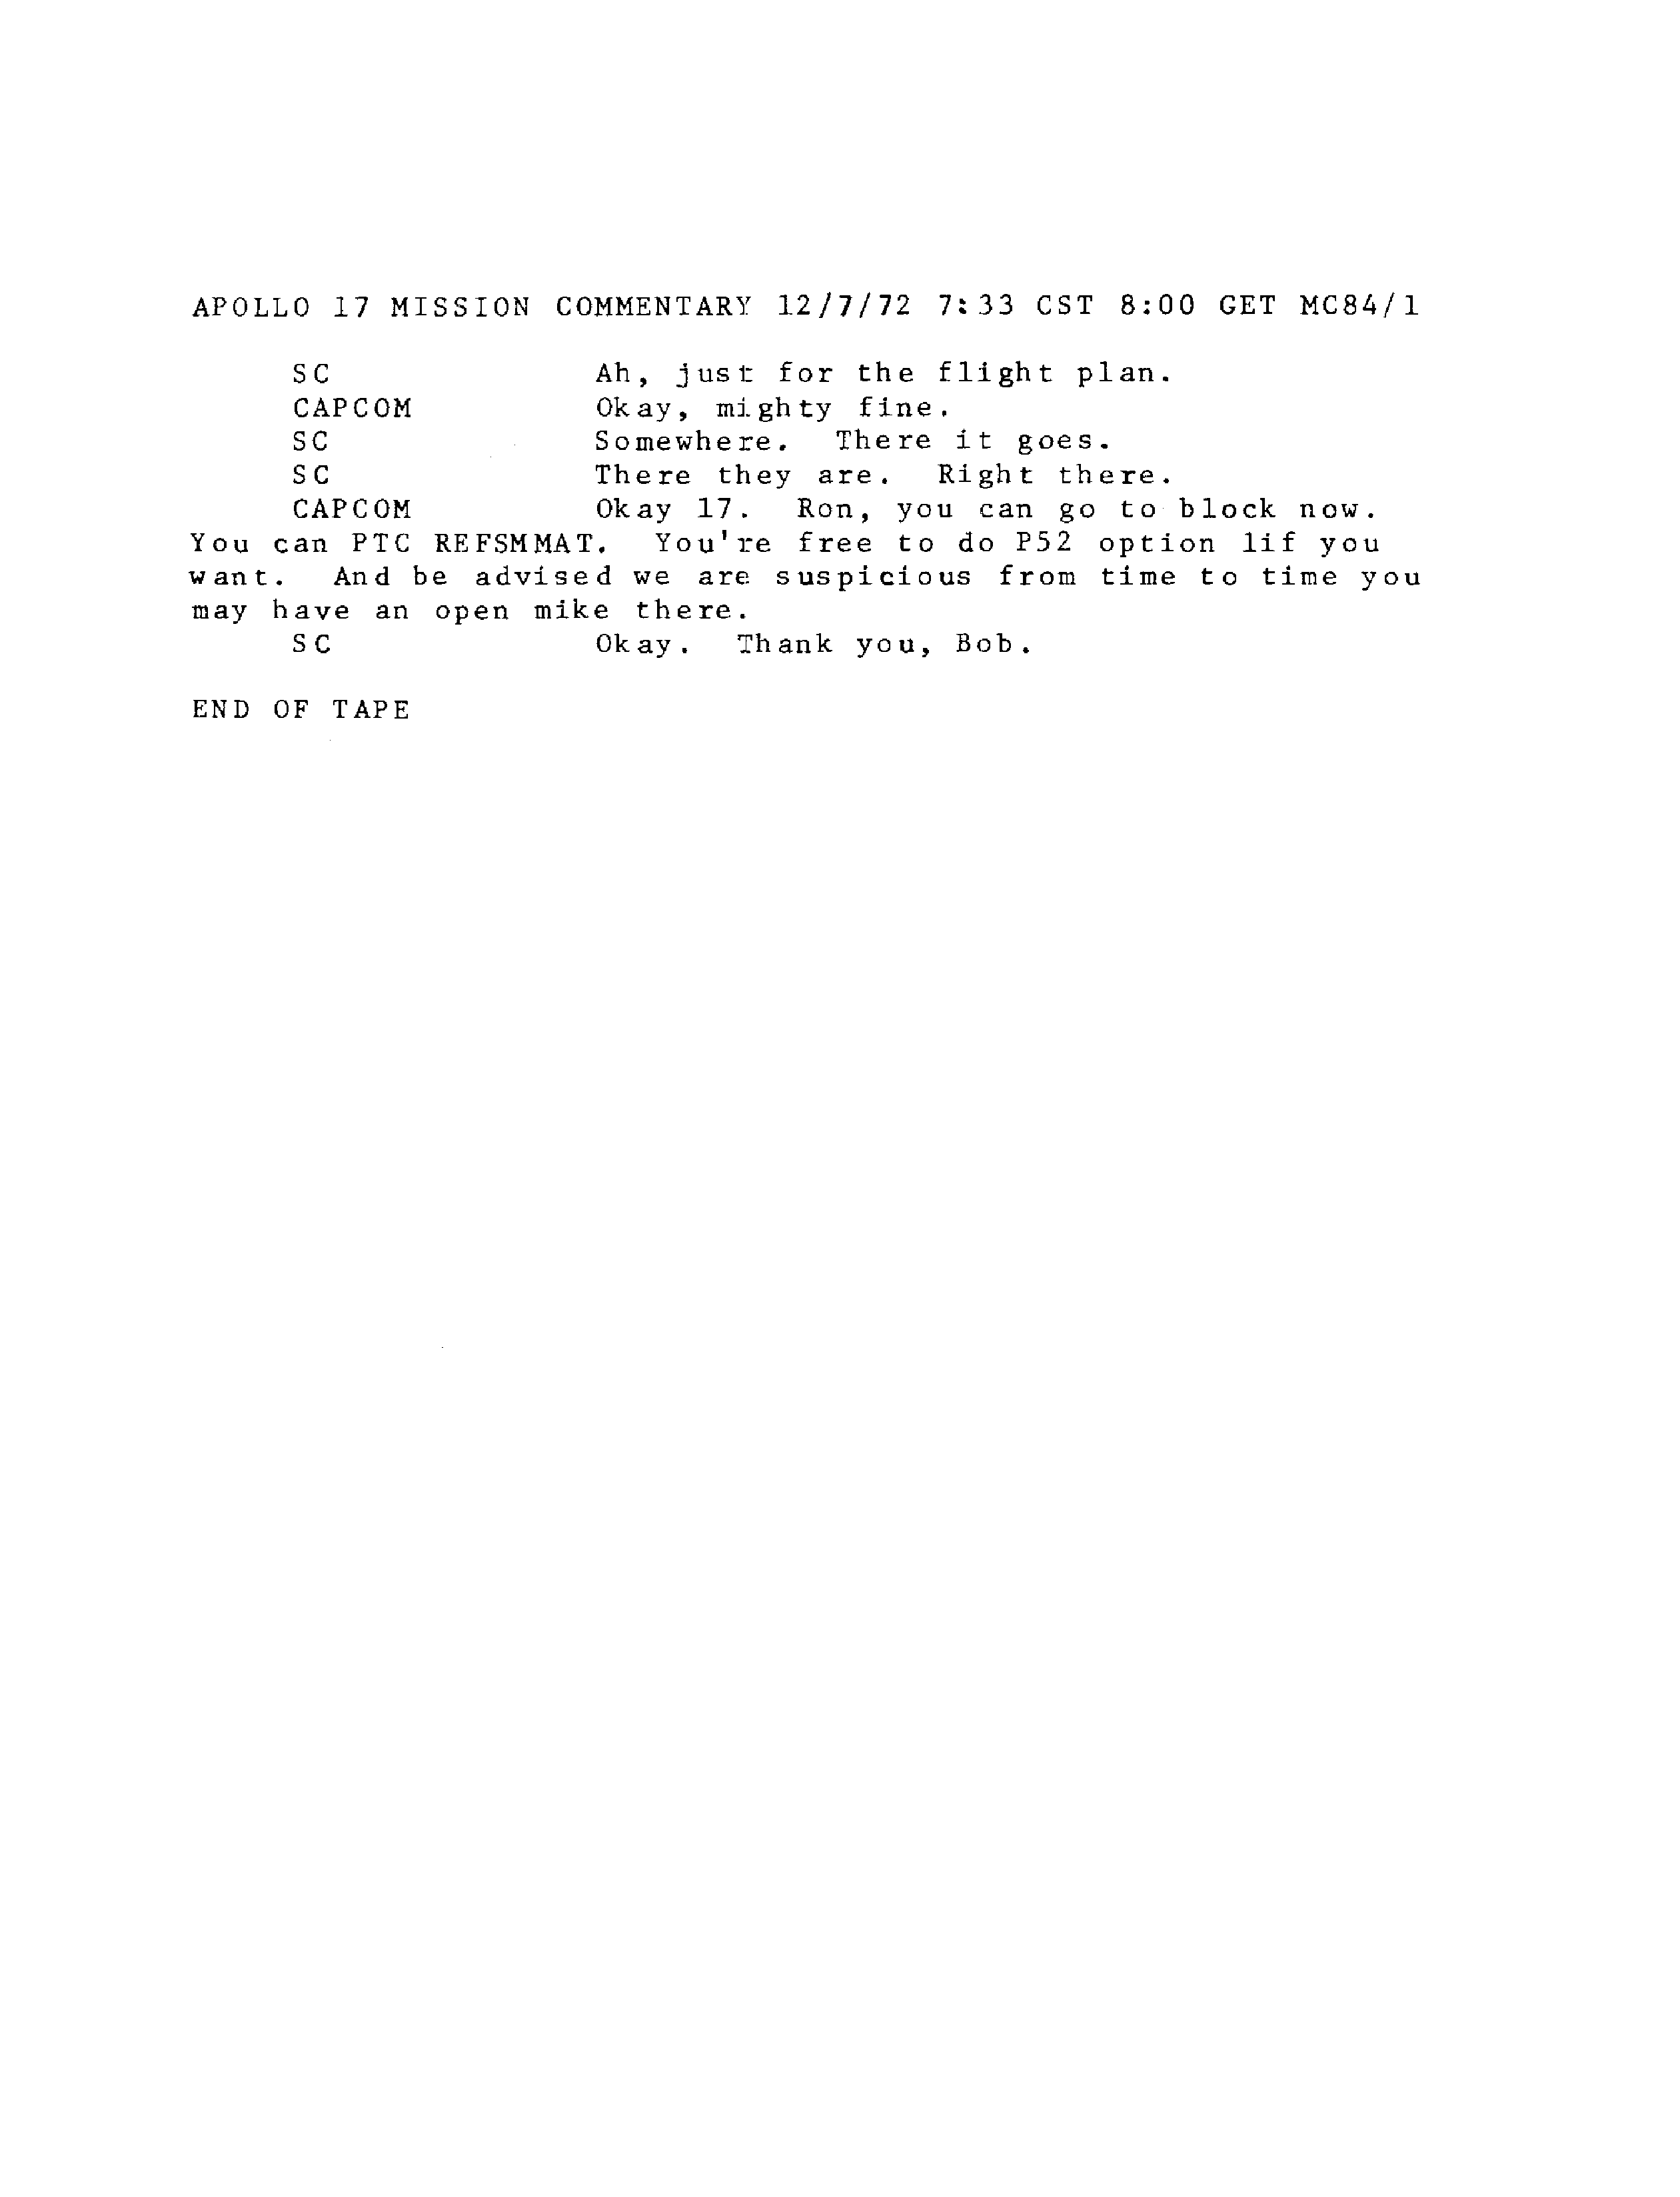 APOLLO 17 MISSION COMMENTARY 12/7/72 7:33 CST 8:00 GET MC84/1
SC Ah, just for the flight plan.
CAPCOM Okay, mighty fine.
SC Somewhere. There it goes.
SC There they are. Right there.
CAPCOM Okay 17. Ron, you can go to block now.
You can PTC REFSMMAT. You're free to do P52 option lif you
want. And be advised we are suspicious from time to time you
may have an open mike there.
SC Okay. Thank you, Bob.
END OF TAPE